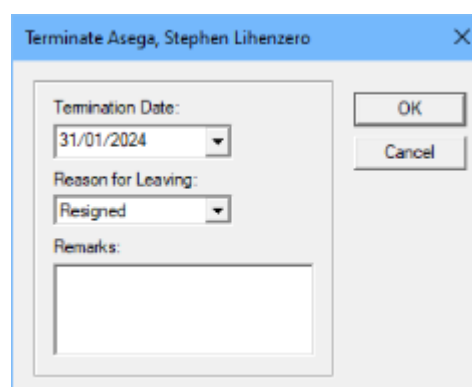 Terminate Asega, Stephen Lihenzero
Termination Date:
31/01/2024
OK
Cancel
Reason for Leaving:
Resigned
Remarks: